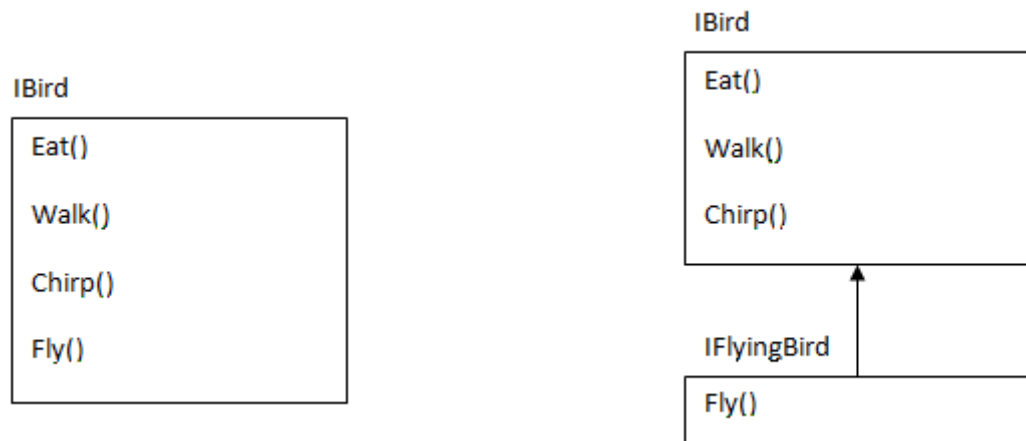 IBird
Eat()
Walk()
Chirp()
Fly()
IBird
Eat()
Walk()
Chirp()
IFlyingBird
Fly()